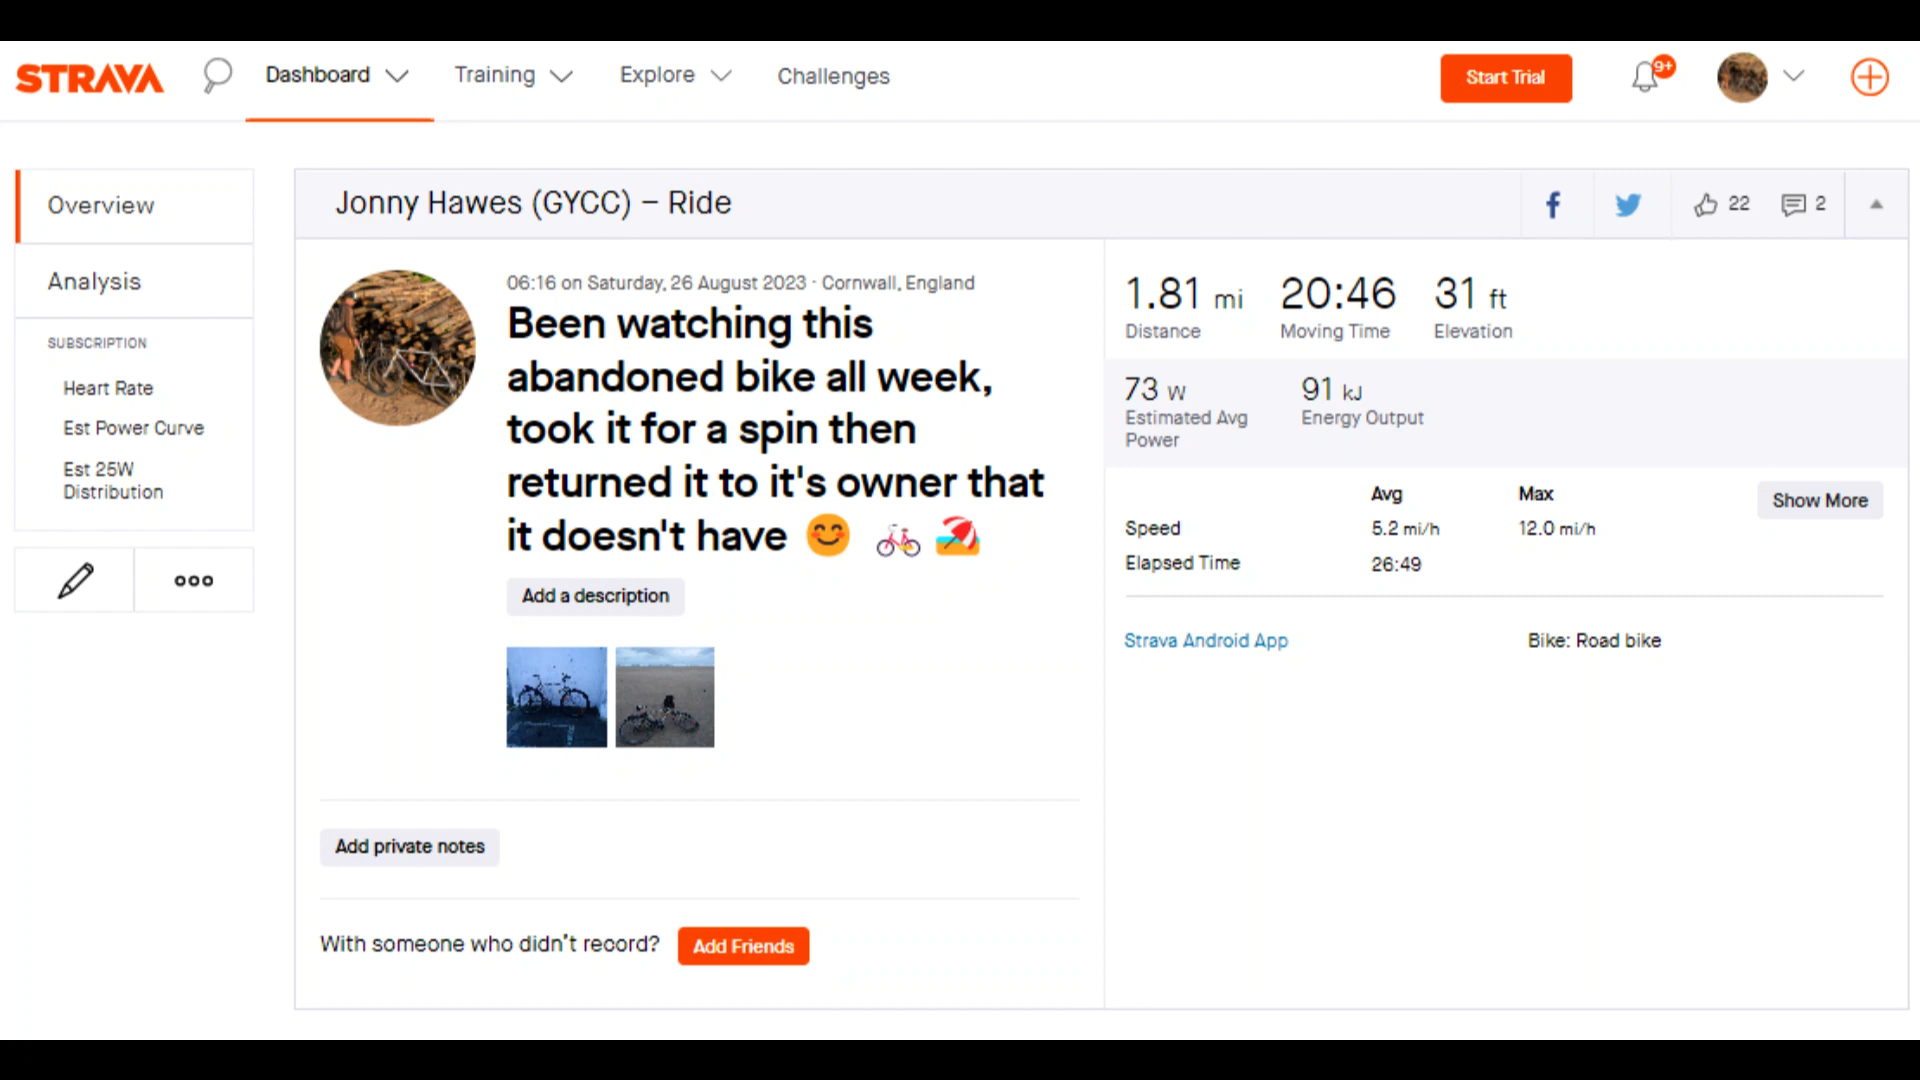 STRAVA
Dashboard
Training
Explore
Challenges
Start Trial
9+
Overview
Analysis
SUBSCRIPTION
Heart Rate
Est Power Curve
Est 25W
Distribution
Jonny Hawes (GYCC) – Ride
22
2
06:16 on Saturday, 26 August 2023 · Cornwall, England
Been watching this
abandoned bike all week,
took it for a spin then
returned it to it's owner that
it doesn't have 😊 🚲 🏖️
Add a description
Add private notes
With someone who didn't record?
Add Friends
1.81 mi
Distance
20:46
Moving Time
31 ft
Elevation
73 W
Estimated Avg
Power
91 kJ
Energy Output
Avg
Max
Show More
Speed
5.2 mi/h
12.0 mi/h
Elapsed Time
26:49
Strava Android App
Bike: Road bike